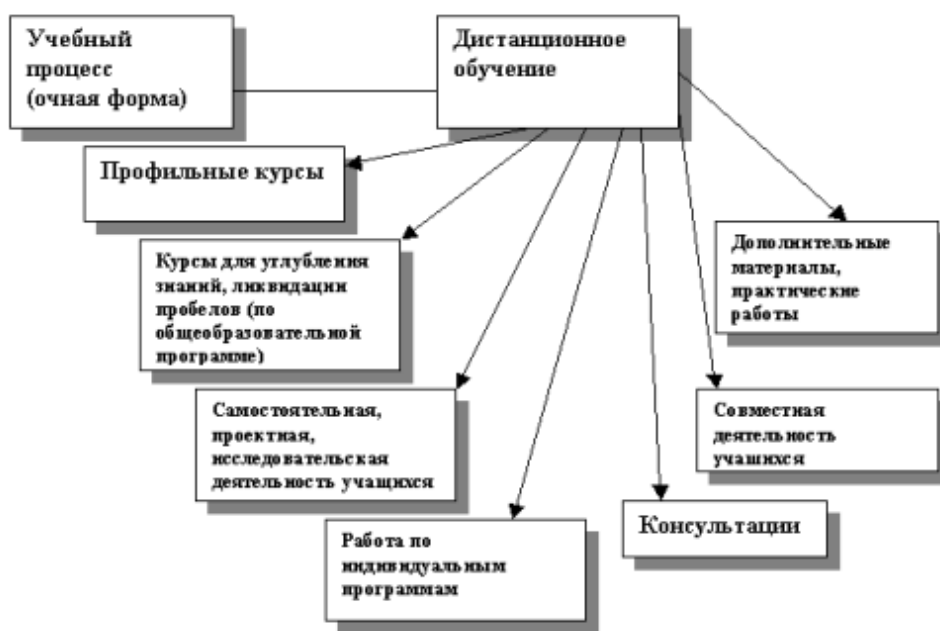 Учебный
процесс
(очная форма)
Дистанционное
обучение
Профильные курсы
Курсы для углубления
знаний, ликвидации
пробелов (по
общеобразовательной
программе)
Дополнительные
материалы,
практические
работы
Самостоятельная,
проектная,
исследовательская
деятельность учащихся
Совместная
деятельность
учашихся
Работа по
индивидуальным
программам
Консультации